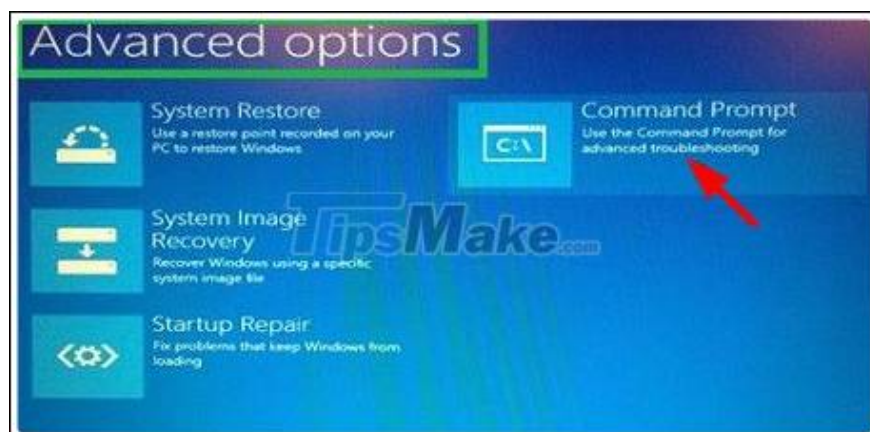 Advanced options
System Restore
Use a restore point recorded on your
PC to restore Windows
System Image
Recovery
Recover Windows using a specific
system image file
Startup Repair
Fix problems that keep Windows from
loading
Command Prompt
Use the Command Prompt for
advanced troubleshooting
C:\
TipsMake.com